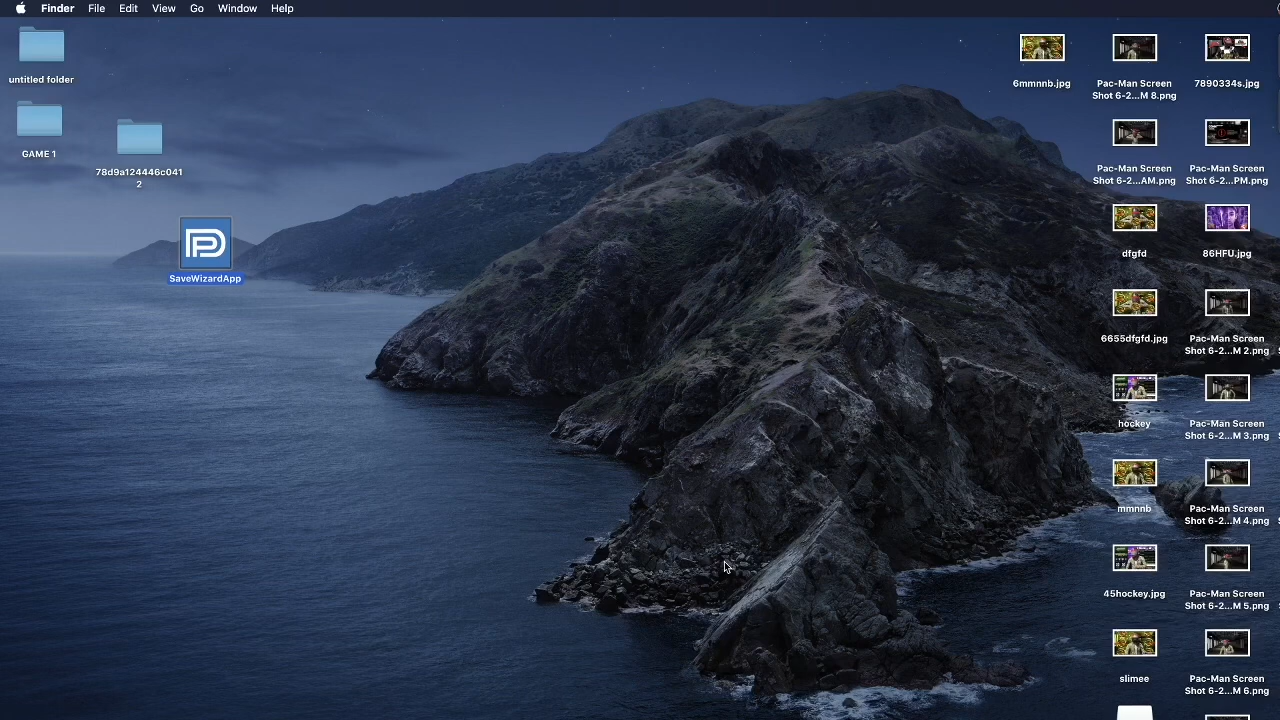 Finder File Edit View Go Window Help
untitled folder
GAME 1
78d9a124446c041
2
SaveWizardApp
6mmnnb.jpg
Pac-Man Screen
Shot 6-2...M 8.png
7890334s.jpg
Pac-Man Screen
Shot 6-2...AM.png
Pac-Man Screen
Shot 6-2...PM.png
dfgfd
86HFU.jpg
6655dfgfd.jpg
Pac-Man Screen
Shot 6-2...M 2.png
hockey
Pac-Man Screen
Shot 6-2...M 3.png
mmnnb
Pac-Man Screen
Shot 6-2...M 4.png
45hockey.jpg
Pac-Man Screen
Shot 6-2...M 5.png
slimee
Pac-Man Screen
Shot 6-2...M 6.png